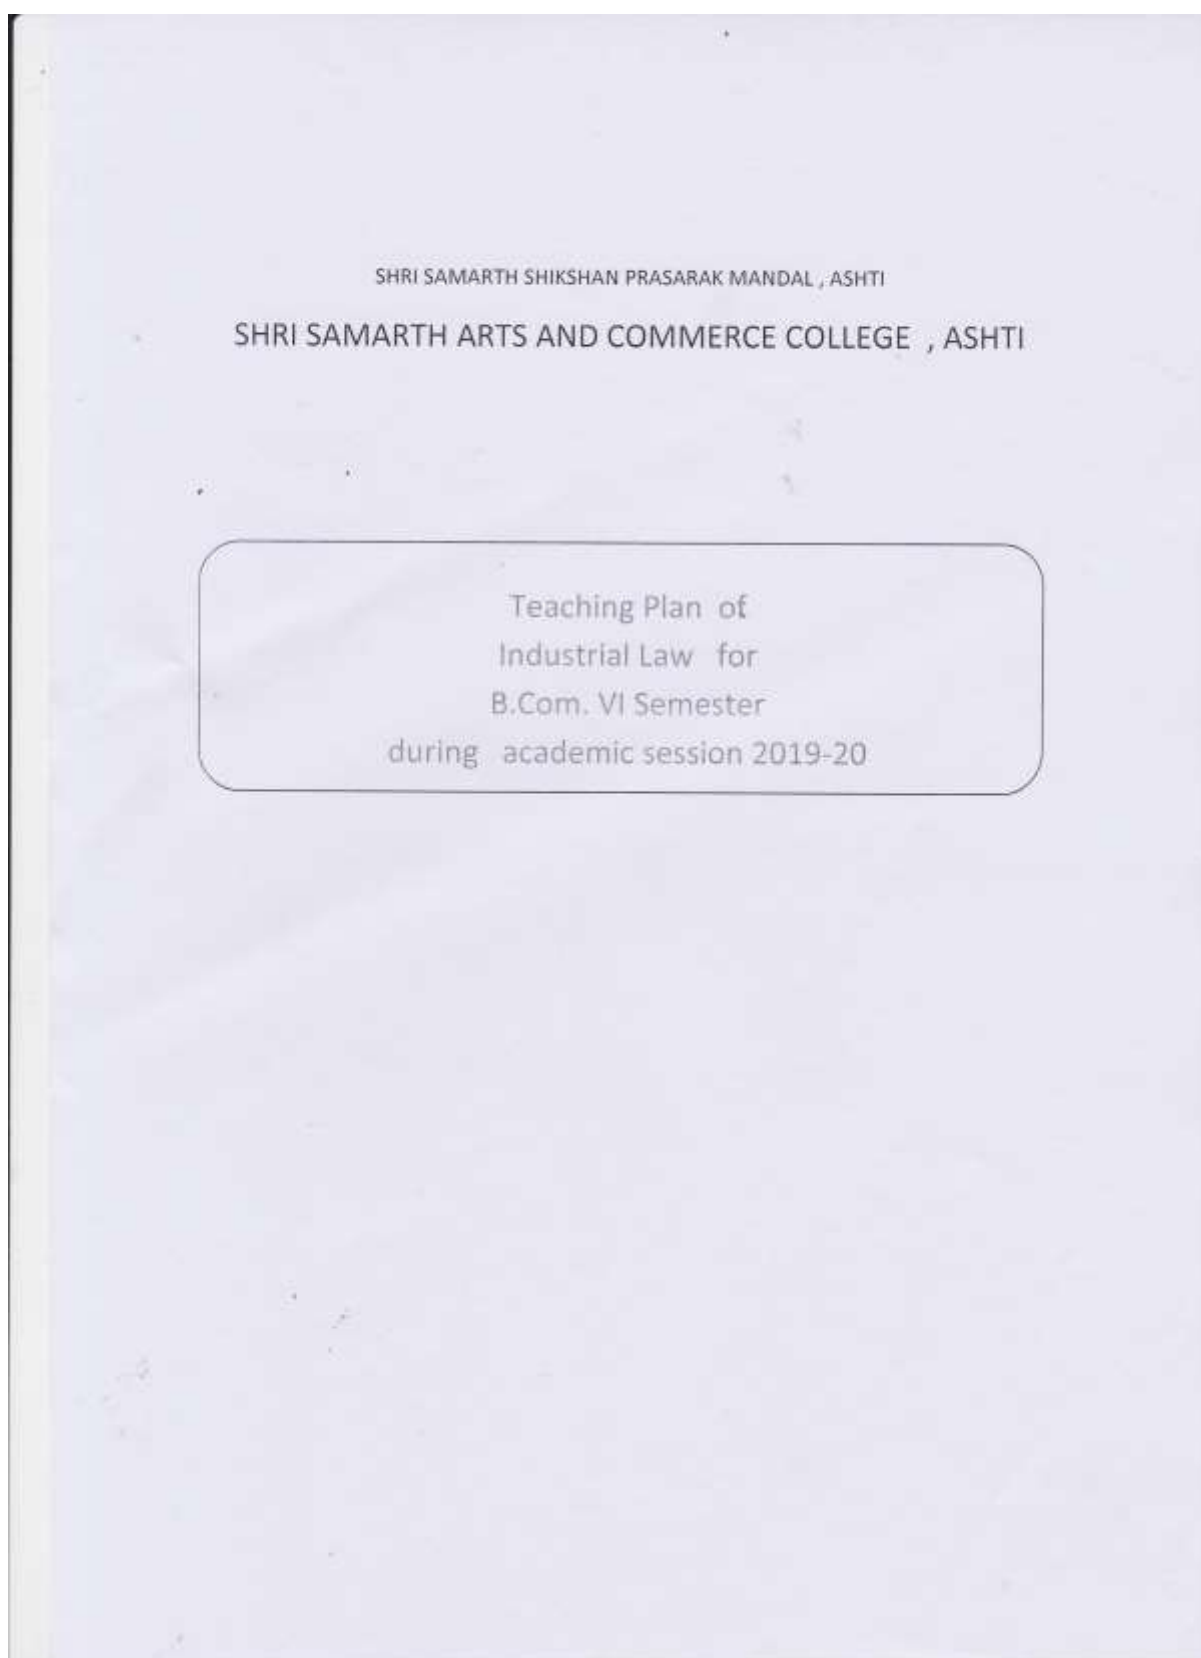 SHRI SAMARTH SHIKSHAN PRASARAK MANDAL , ASHTI
SHRI SAMARTH ARTS AND COMMERCE COLLEGE , ASHTI
Teaching Plan of
Industrial Law for
B.Com. VI Semester
during academic session 2019-20